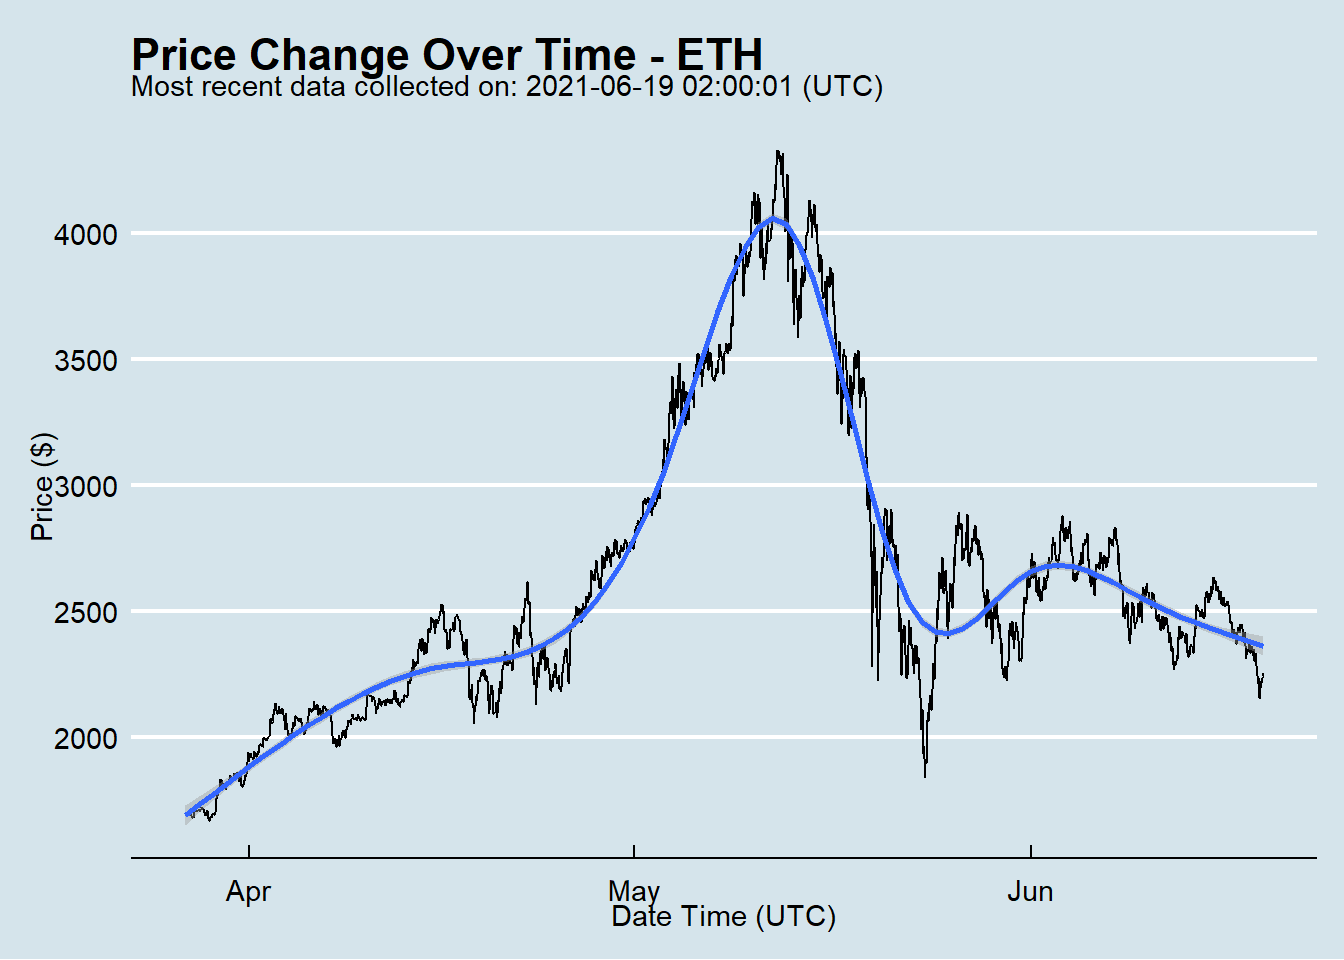 Price Change Over Time - ETH
Most recent data collected on: 2021-06-19 02:00:01 (UTC)
4000
3500
3000
2500
2000
Price ($)
Apr
May
Jun
Date Time (UTC)